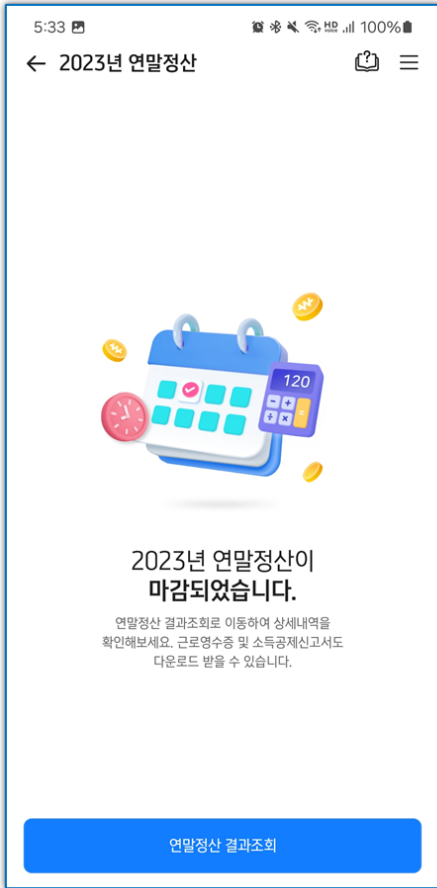 5:33 HD 100%
2023년 연말정산
120
2023년 연말정산이
마감되었습니다.
연말정산 결과조회로 이동하여 상세내역을
확인해보세요. 근로영수증 및 소득공제신고서도
다운로드 받을 수 있습니다.
연말정산 결과조회